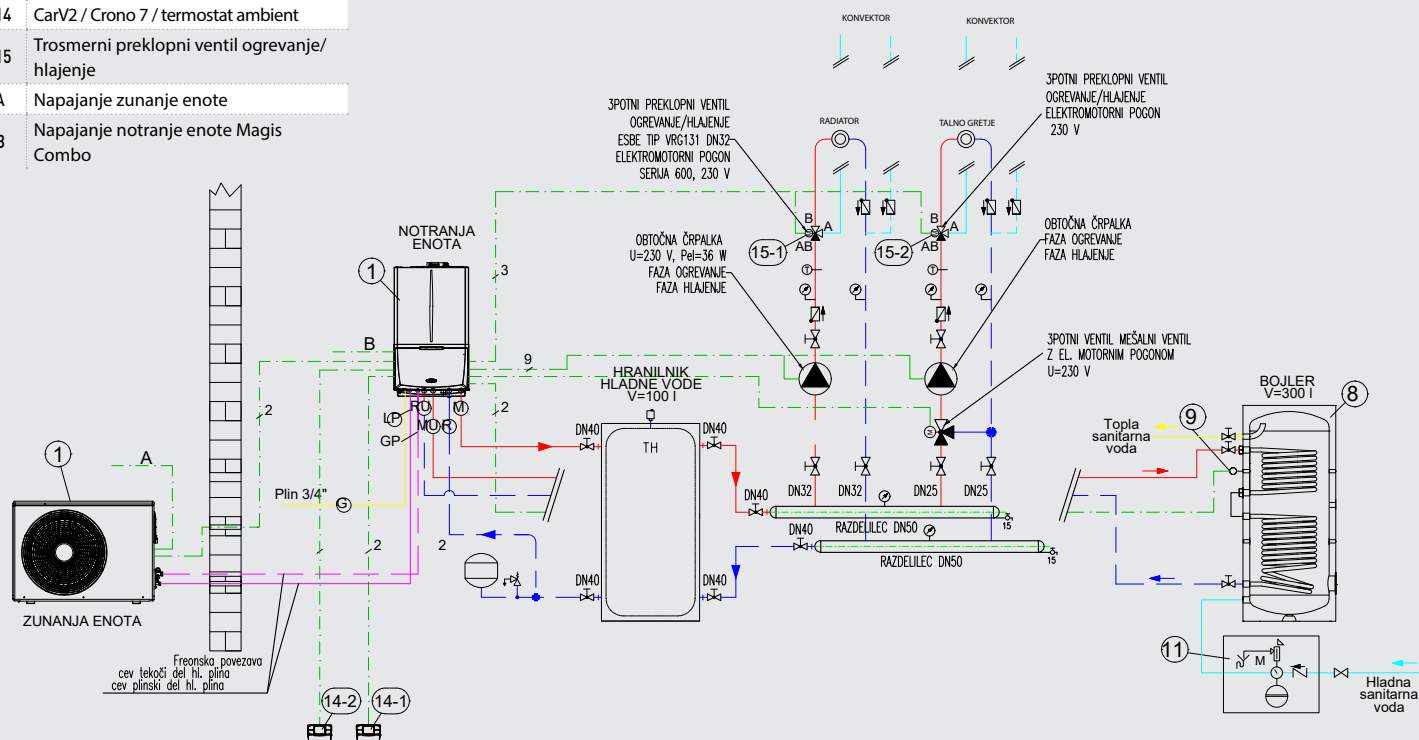 14 CarV2 / Crono 7 / termostat ambient
15 Trosmerni preklopni ventil ogrevanje/
hlajenje
A Napajanje zunanje enote
Napajanje notranje enote Magis
Combo
KONVEKTOR
KONVEKTOR
3POTNI PREKLOPNI VENTIL
OGREVANJE/HLAJENJE
ESBE TIP VRG131 DN32
ELEKTROMOTORNI POGON
SERIJA 600, 230 V
3POTNI PREKLOPNI VENTIL
OGREVANJE/HLAJENJE
ELEKTROMOTORNI POGON
230 V
RADIATOR
TALNO GRETJE
B
A
AB
15-1
B
A
AB
15-2
T
T
NOTRANJA
ENOTA
1
OBTOČNA ČRPALKA
U=230 V, Pel=36 W
FAZA OGREVANJE
FAZA HLAJENJE
OBTOČNA ČRPALKA
FAZA OGREVANJE
FAZA HLAJENJE
3
B
9
2
2
3POTNI VENTIL MEŠALNI VENTIL
Z EL. MOTORNIM POGONOM
U=230 V
M
HRANILNIK
HLADNE VODE
V=100 l
TH
BOJLER
V=300 l
8
9
Topla
sanitarna
voda
LP
RU
M
GP
MU
R
DN40
DN40
DN40
DN40
DN32
DN32
DN25
DN25
DN40
RAZDELILEC DN50
15
DN40
RAZDELILEC DN50
15
A
1
Plin 3/4"
G
2
2
ZUNANJA ENOTA
Freonska povezava
cev tekoči del hl. plina
cev plinski del hl. plina
14-2
14-1
11
M
Hladna
sanitarna
voda